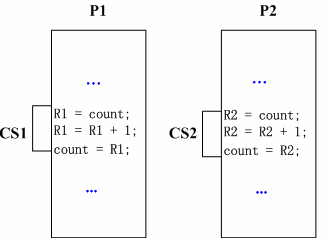 P1
P2
...
R1 = count;
R1 = R1 + 1;
count = R1;
CS1
...
...
R2 = count;
R2 = R2 + 1;
count = R2;
CS2
...